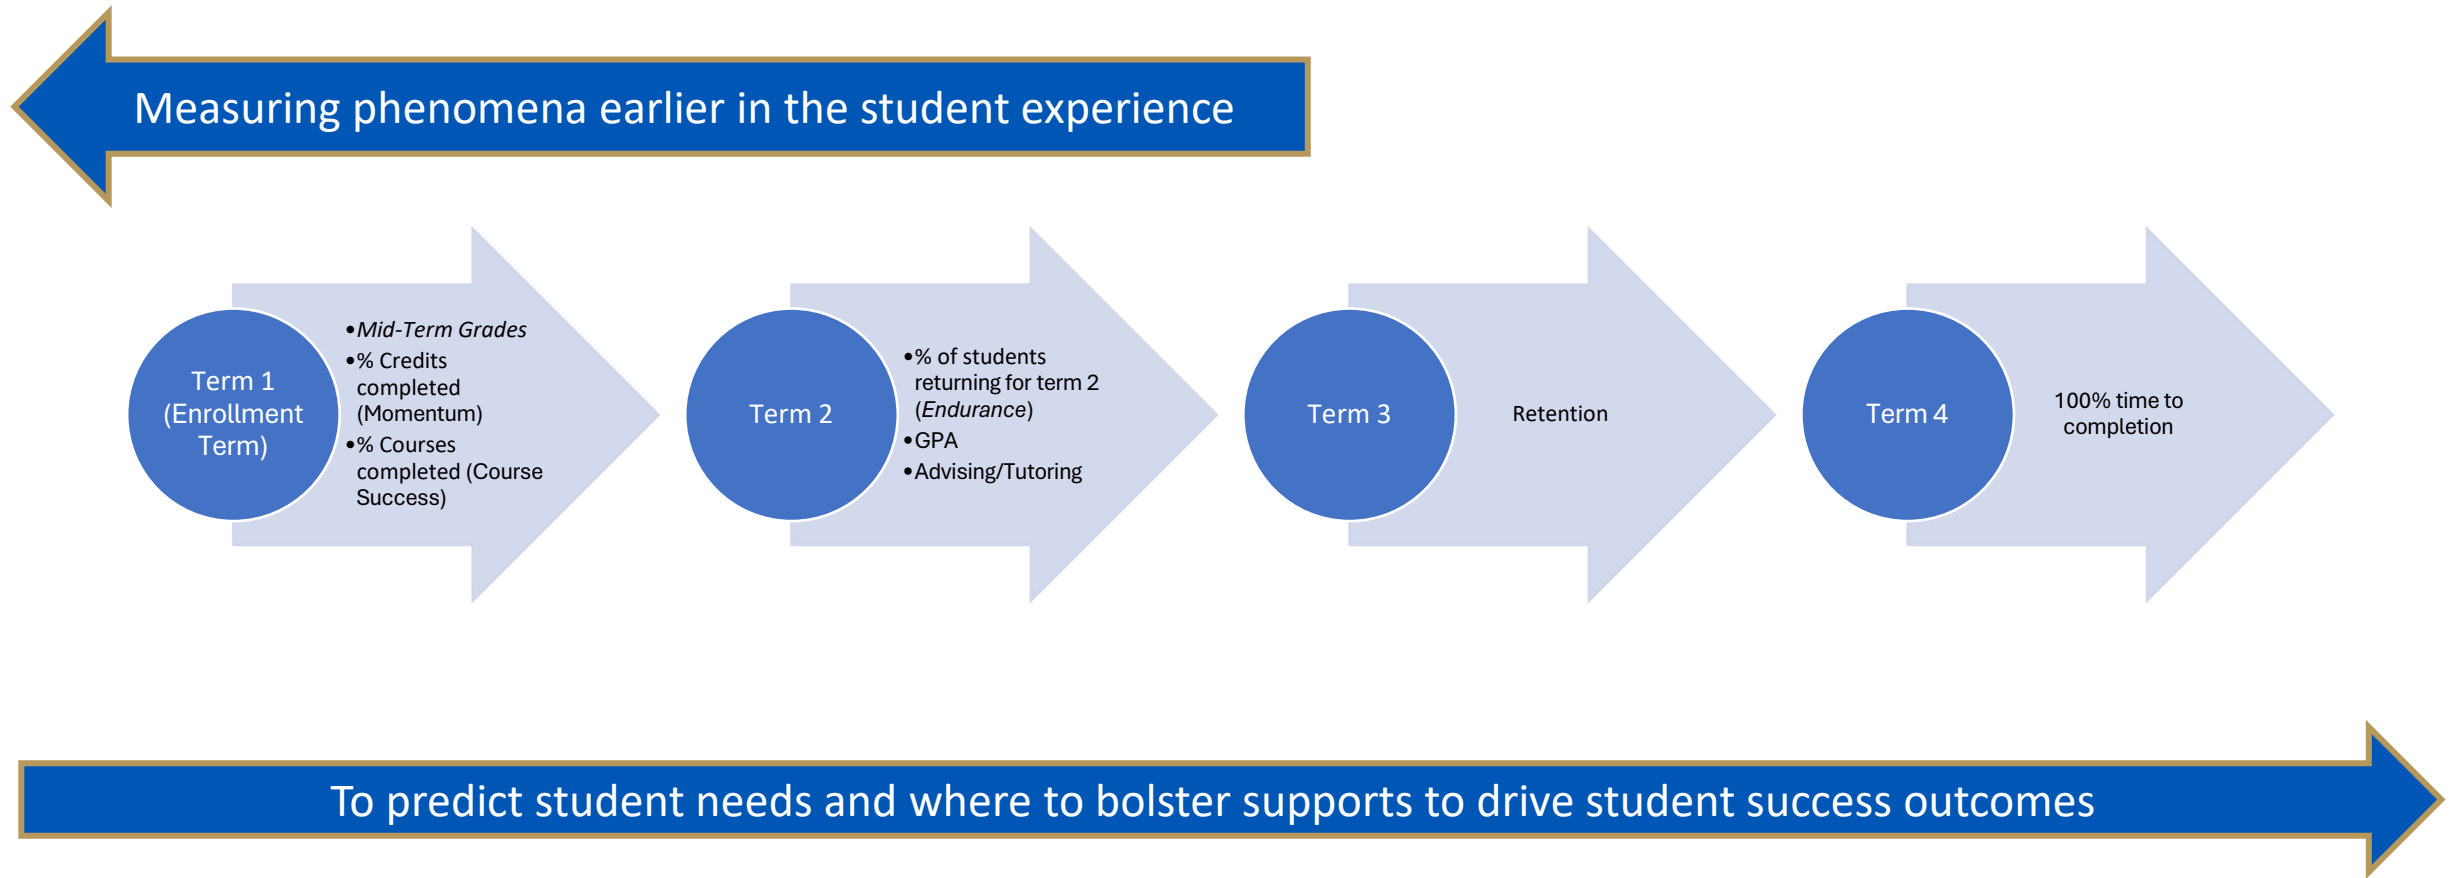 Measuring phenomena earlier in the student experience
Term 1
(Enrollment
Term)
•Mid-Term Grades
•% Credits
completed
(Momentum)
•% Courses
completed (Course
Success)
Term 2
•% of students
returning for term 2
(Endurance)
•GPA
•Advising/Tutoring
Term 3
Retention
Term 4
100% time to
completion
To predict student needs and where to bolster supports to drive student success outcomes